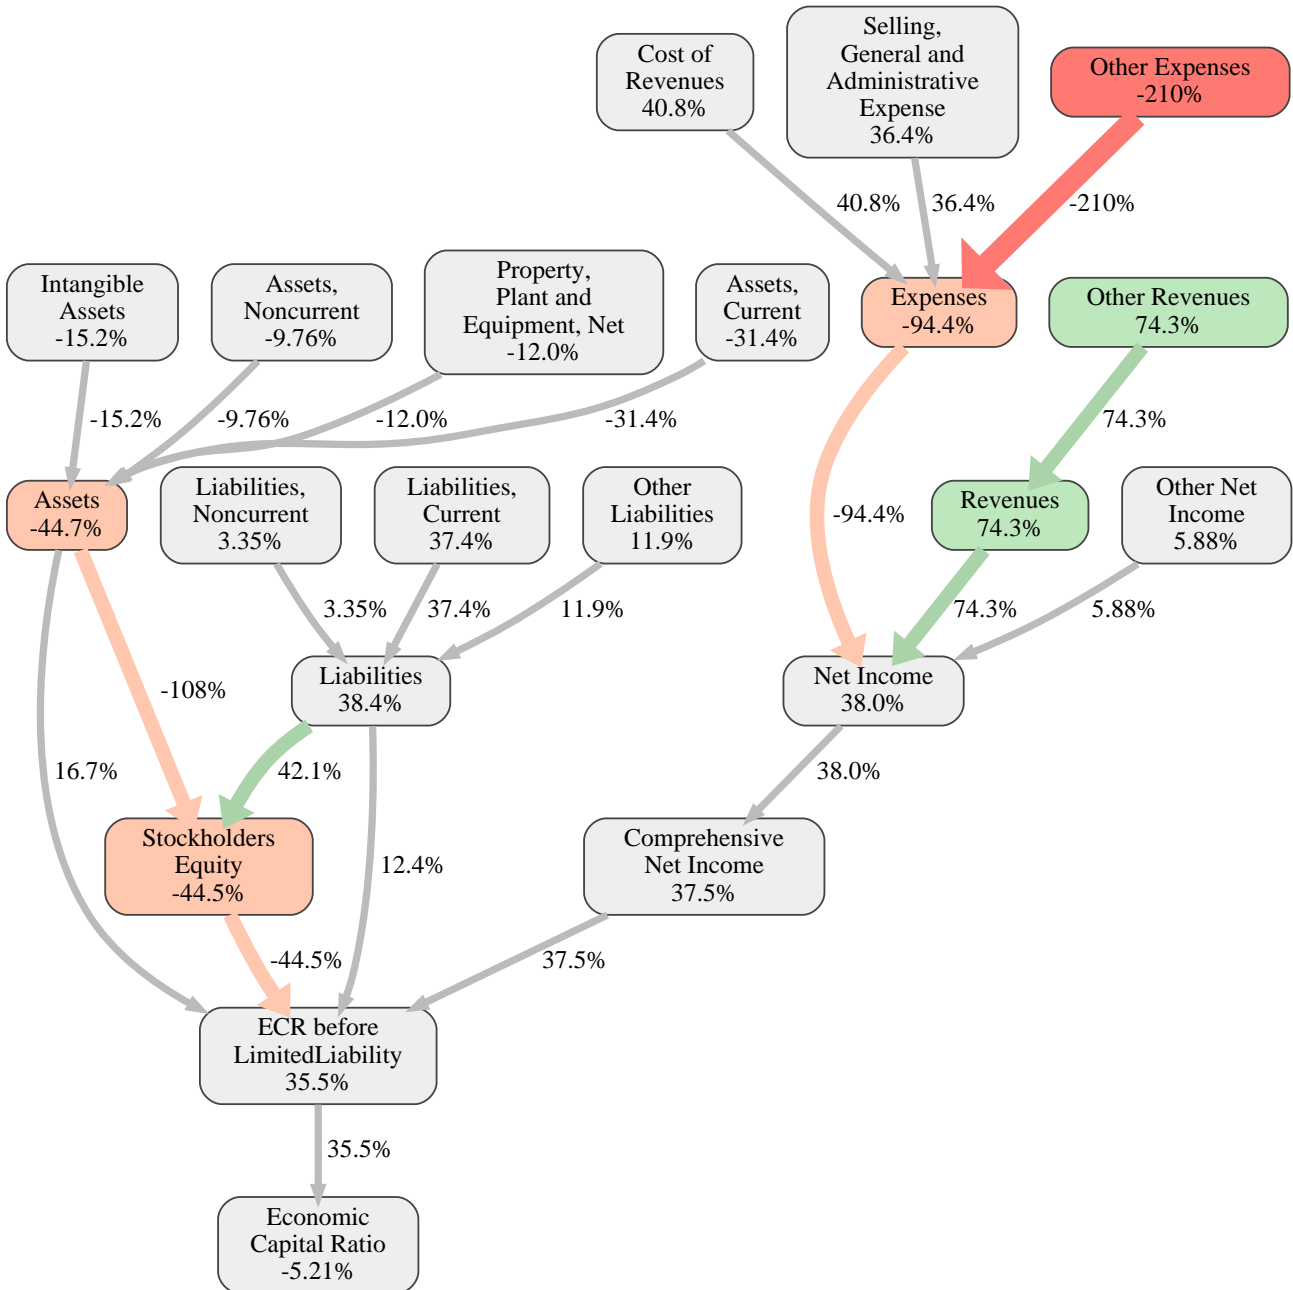 Selling,
General and
Administrative
Expense
36.4%
Cost of
Revenues
40.8%
Other Expenses
-210%
40.8%
36.4%
-210%
Intangible
Assets
-15.2%
Assets,
Noncurrent
-9.76%
Property,
Plant and
Equipment, Net
-12.0%
Assets,
Current
-31.4%
Expenses
-94.4%
Other Revenues
74.3%
-15.2%
-9.76%
-12.0%
-31.4%
74.3%
Assets
-44.7%
Liabilities,
Noncurrent
3.35%
Liabilities,
Current
37.4%
Other
Liabilities
11.9%
-94.4%
Revenues
74.3%
Other Net
Income
5.88%
3.35%
37.4%
11.9%
74.3%
5.88%
-108%
Liabilities
38.4%
Net Income
38.0%
16.7%
42.1%
38.0%
Stockholders
Equity
-44.5%
12.4%
Comprehensive
Net Income
37.5%
-44.5%
37.5%
ECR before
LimitedLiability
35.5%
35.5%
Economic
Capital Ratio
-5.21%